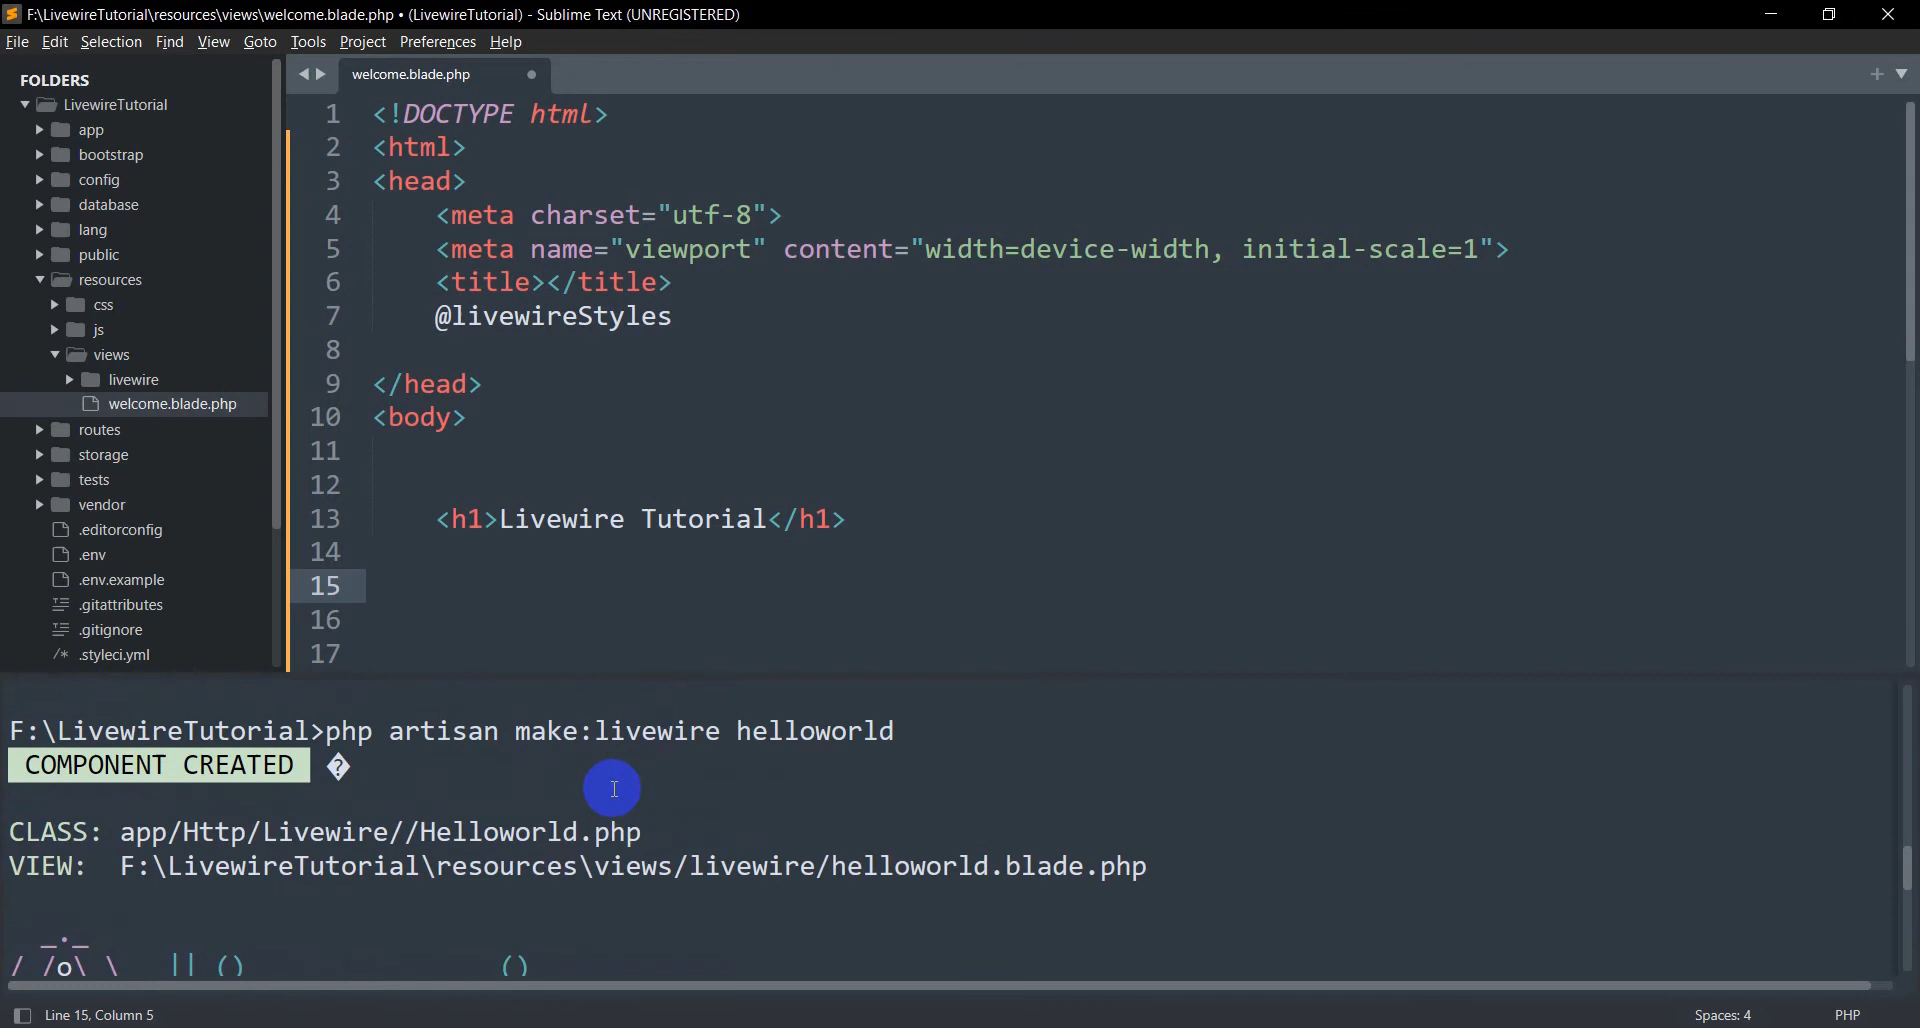 F:\LivewireTutorial\resources\views\welcome.blade.php • (LivewireTutorial) - Sublime Text (UNREGISTERED)
File Edit Selection Find View Goto Tools Project Preferences Help
FOLDERS
LivewireTutorial
app
bootstrap
config
database
lang
public
resources
css
js
views
livewire
welcome.blade.php
routes
storage
tests
vendor
.editorconfig
.env
.env.example
.gitattributes
.gitignore
/* .styleci.yml
welcome.blade.php
1 <!DOCTYPE html>
2 <html>
3 <head>
4 <meta charset="utf-8">
5 <meta name="viewport" content="width=device-width, initial-scale=1">
6 <title></title>
7 @livewireStyles
8
9 </head>
10 <body>
11
12
13 <h1>Livewire Tutorial</h1>
14
15
16
17
F:\LivewireTutorial>php artisan make:livewire helloworld
COMPONENT CREATED �
CLASS: app/Http/Livewire//Helloworld.php
VIEW: F:\LivewireTutorial\resources\views/livewire/helloworld.blade.php
_._
/ /o\ \ || () ()
Line 15, Column 5 Spaces: 4 PHP